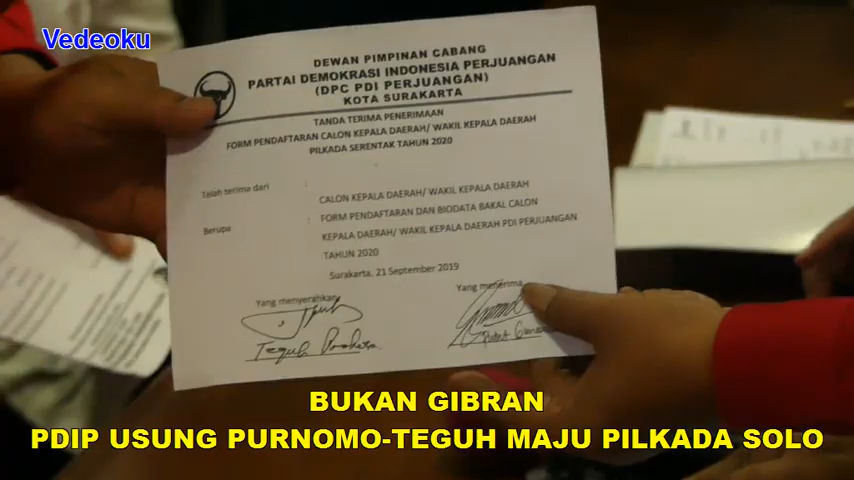 Vedeoku
DEWAN PIMPINAN CABANG
PARTAI DEMOKRASI INDONESIA PERJUANGAN
(DPC PDI PERJUANGAN)
KOTA SURAKARTA
TANDA TERIMA PENERIMAAN
FORM PENDAFTARAN CALON KEPALA DAERAH/ WAKIL KEPALA DAERAH
PILKADA SERENTAK TAHUN 2020
Telah terima dari :
CALON KEPALA DAERAH/ WAKIL KEPALA DAERAH
Berupa : FORM PENDAFTARAN DAN BIODATA BAKAL CALON
KEPALA DAERAH/ WAKIL KEPALA DAERAH PDI PERJUANGAN
TAHUN 2020
Surakarta, 21 September 2019
Yang menyerahkan
Yang menerima
Teguh
BUKAN GIBRAN
PDIP USUNG PURNOMO-TEGUH MAJU PILKADA SOLO